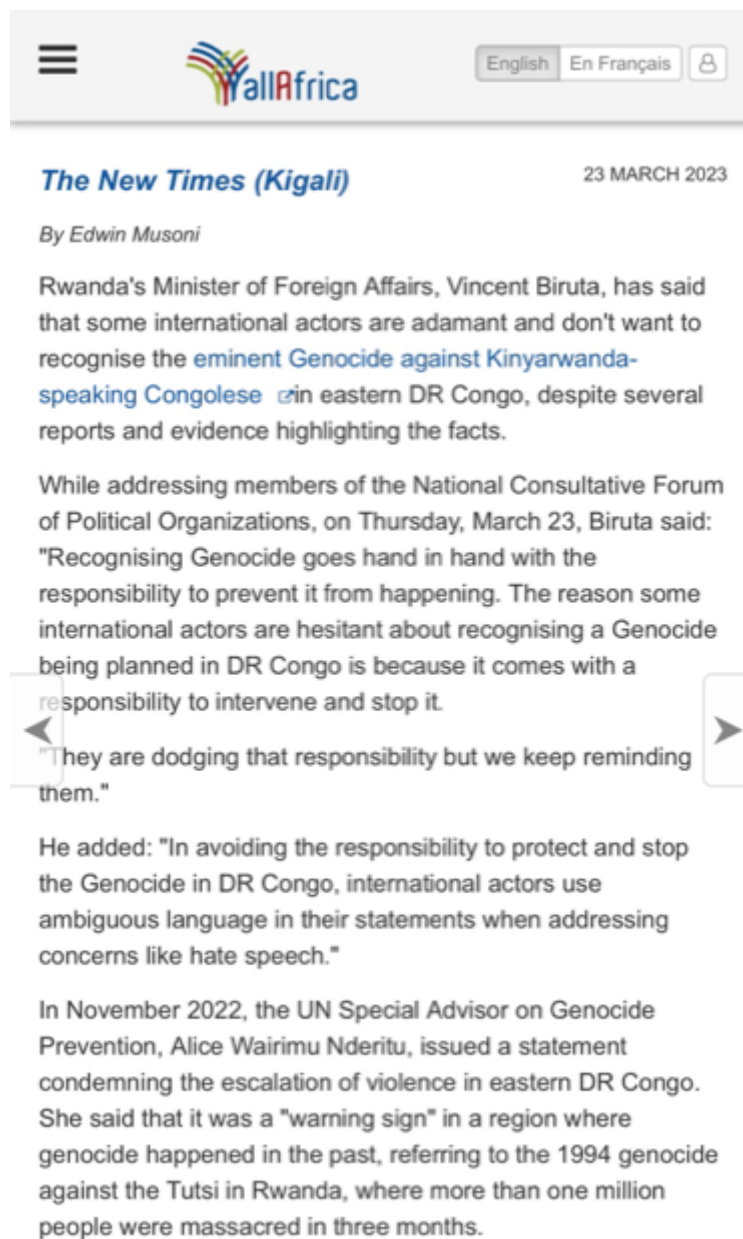 allAfrica
English En Français
The New Times (Kigali)
23 MARCH 2023
By Edwin Musoni
Rwanda's Minister of Foreign Affairs, Vincent Biruta, has said
that some international actors are adamant and don't want to
recognise the eminent Genocide against Kinyarwanda-
speaking Congolese in eastern DR Congo, despite several
reports and evidence highlighting the facts.
While addressing members of the National Consultative Forum
of Political Organizations, on Thursday, March 23, Biruta said:
"Recognising Genocide goes hand in hand with the
responsibility to prevent it from happening. The reason some
international actors are hesitant about recognising a Genocide
being planned in DR Congo is because it comes with a
responsibility to intervene and stop it.
"They are dodging that responsibility but we keep reminding
them."
He added: "In avoiding the responsibility to protect and stop
the Genocide in DR Congo, international actors use
ambiguous language in their statements when addressing
concerns like hate speech."
In November 2022, the UN Special Advisor on Genocide
Prevention, Alice Wairimu Nderitu, issued a statement
condemning the escalation of violence in eastern DR Congo.
She said that it was a "warning sign" in a region where
genocide happened in the past, referring to the 1994 genocide
against the Tutsi in Rwanda, where more than one million
people were massacred in three months.